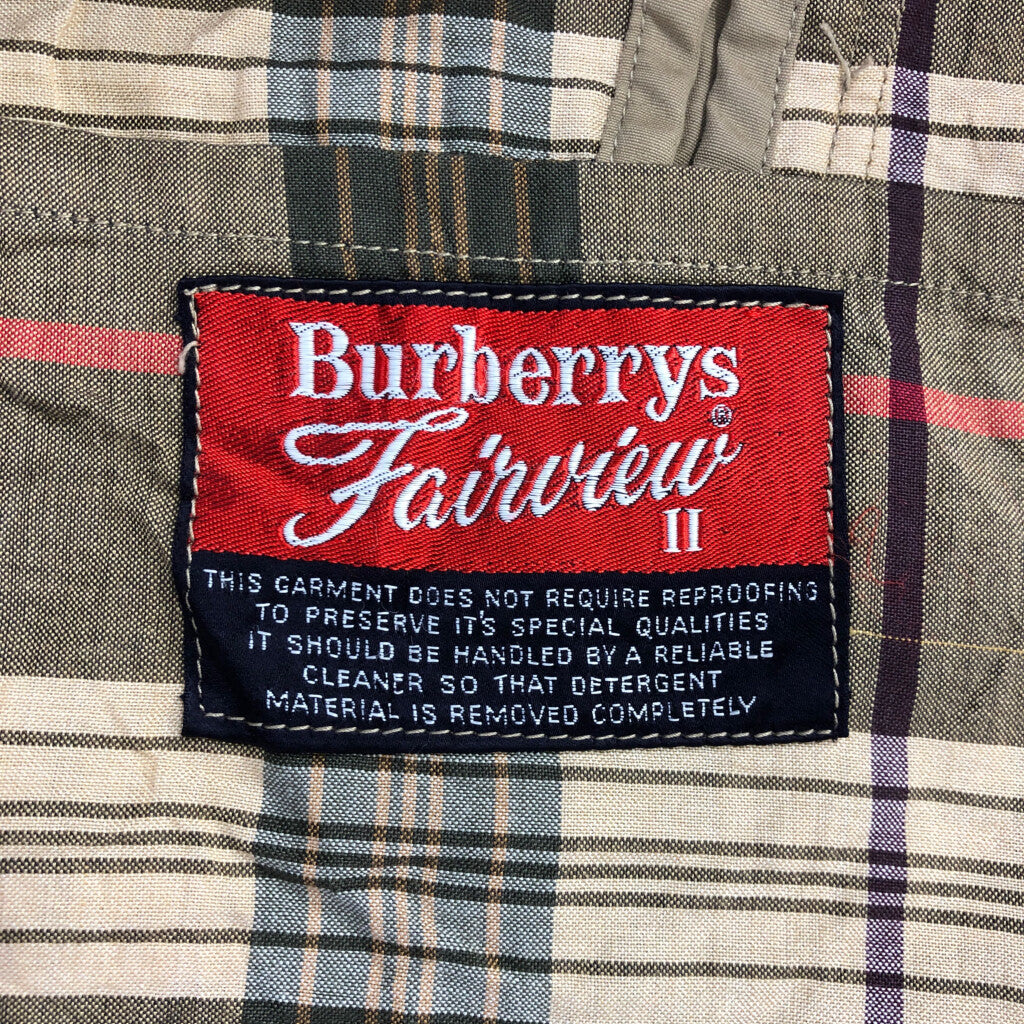 Burberrys
Fairview®
II
THIS GARMENT DOES NOT REQUIRE REPROOFING
TO PRESERVE IT'S SPECIAL QUALITIES
IT SHOULD BE HANDLED BY A RELIABLE
CLEANER SO THAT DETERGENT
MATERIAL IS REMOVED COMPLETELY